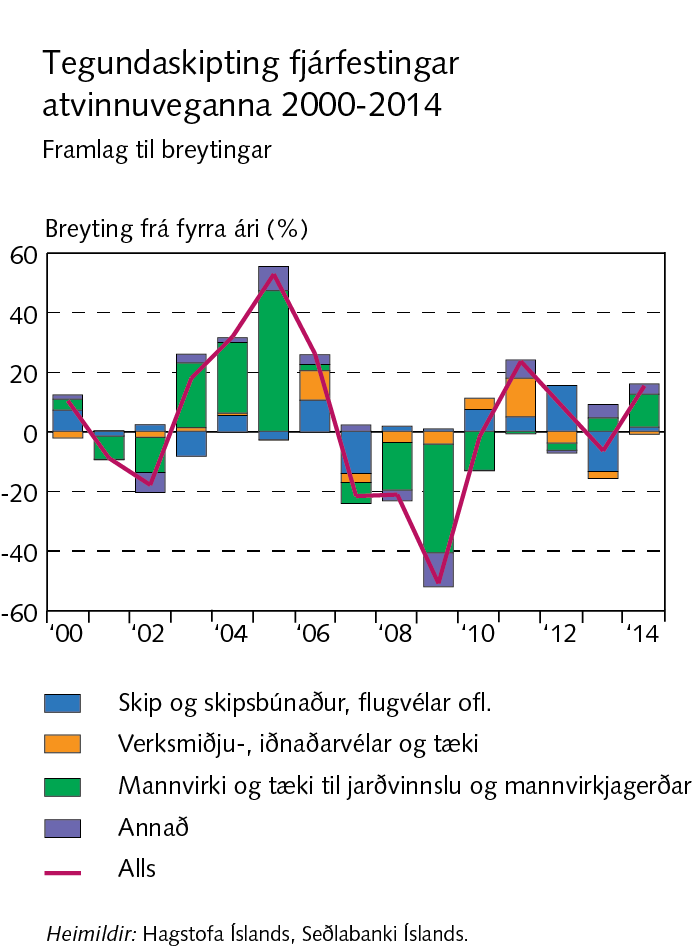 Tegundaskipting fjárfestingar
atvinnuveganna 2000-2014
Framlag til breytingar
Breyting frá fyrra ári (%)
60
40
20
0
-20
-40
-60
‘00 ‘02 ‘04 ‘06 ‘08 ‘10 ‘12 ‘14
Skip og skipsbúnaður, flugvélar ofl.
Verksmiðju-, iðnaðarvélar og tæki
Mannvirki og tæki til jarðvinnslu og mannvirkjagerðar
Annað
Alls
Heimildir: Hagstofa Íslands, Seðlabanki Íslands.